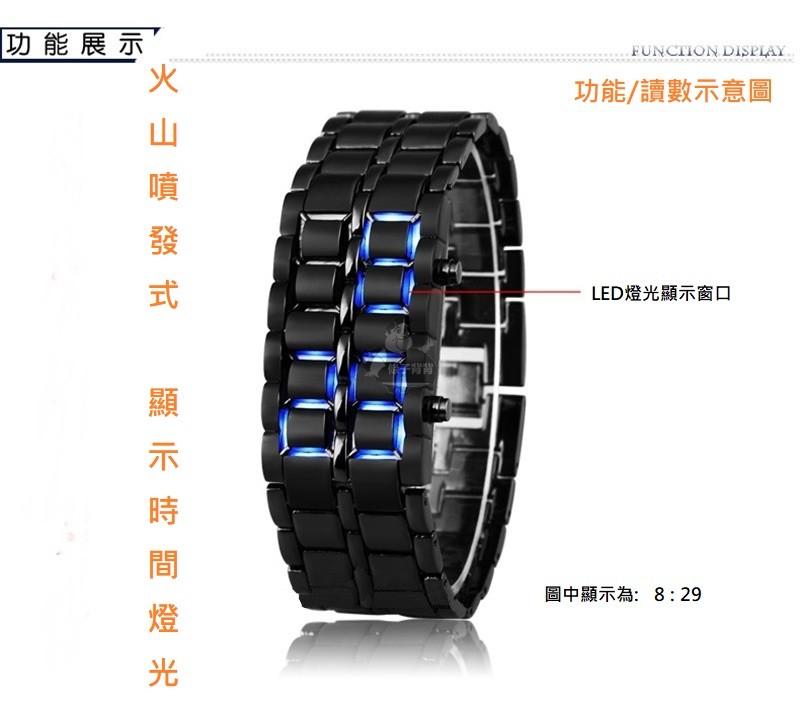 功能展示
FUNCTION DISPLAY
火山噴發式 顯示時間燈光
功能/讀數示意圖
LED燈光顯示窗口
圖中顯示為: 8 : 29